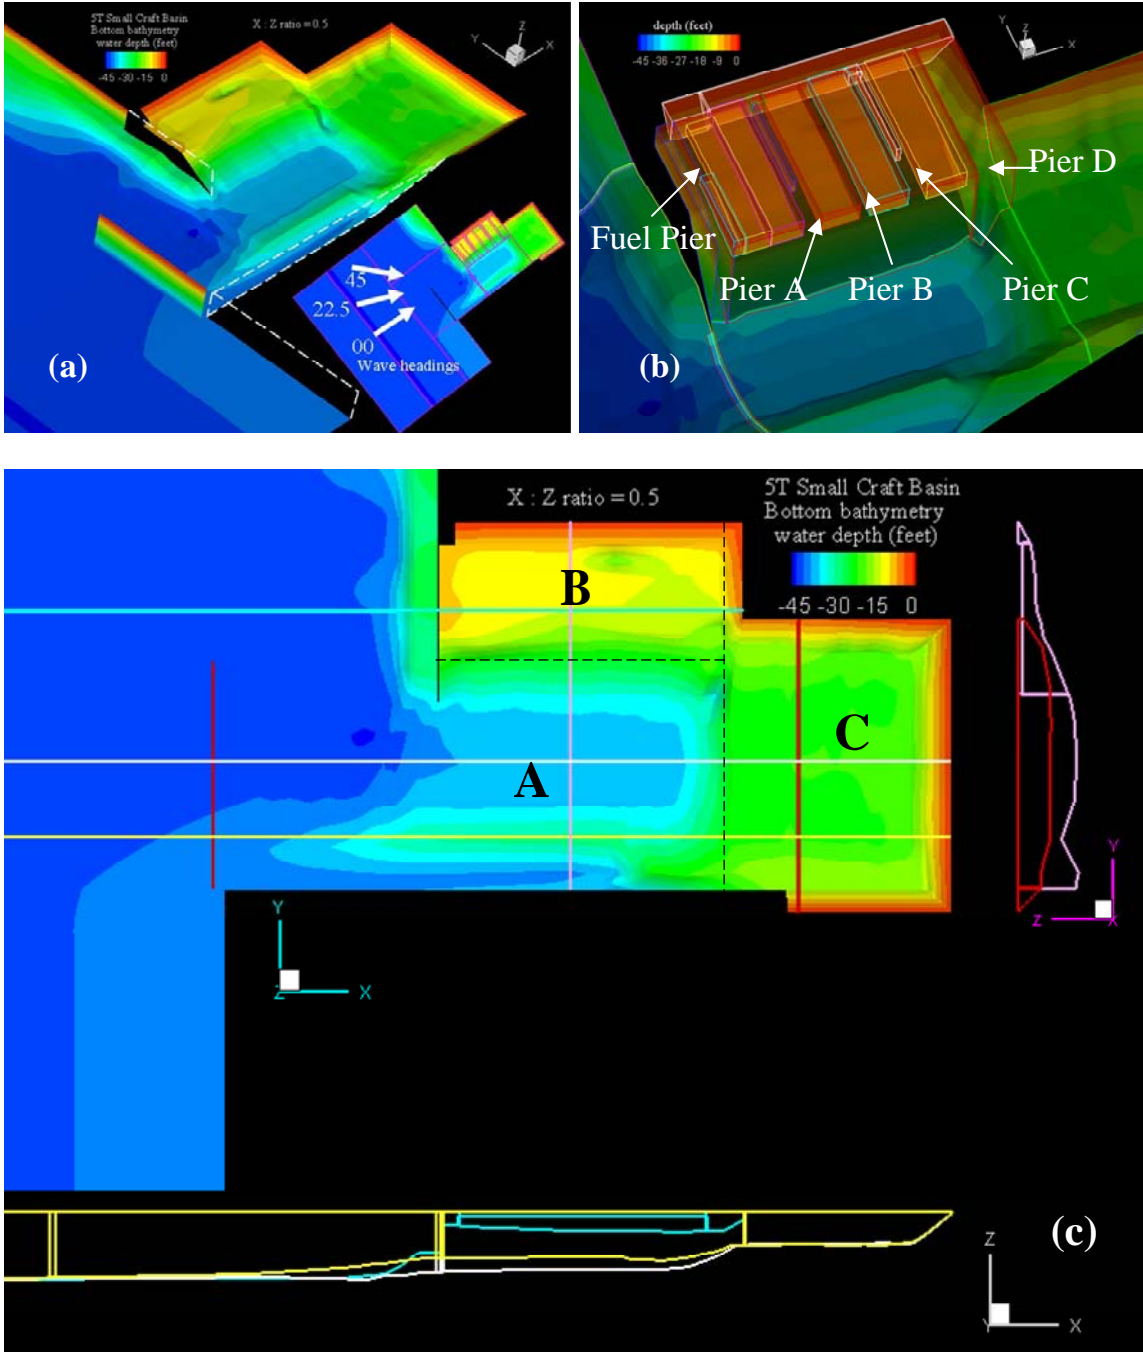 5T Small Craft Basin
Bottom bathymetry
water depth (feet)
-45 -30 -15 0
X : Z ratio = 0.5
Z
Y
X
45
22.5
00
Wave headings
(a)
depth (feet)
-45 -36 -27 -18 -9 0
Z
Y
X
Pier D
Fuel Pier
Pier A
Pier B
Pier C
(b)
X : Z ratio = 0.5
5T Small Craft Basin
Bottom bathymetry
water depth (feet)
-45 -30 -15 0
B
C
A
Y
Z
X
Y
Z
X
(c)
Z
Y
X